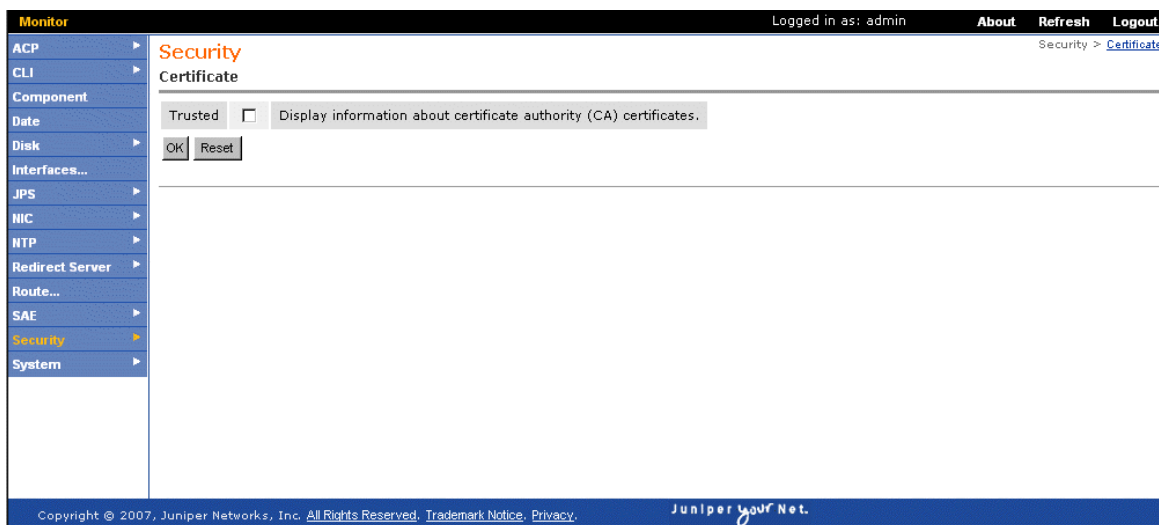 Monitor Logged in as: admin About Refresh Logout
Security > Certificate
ACP
CLI
Component
Date
Disk
Interfaces...
JPS
NIC
NTP
Redirect Server
Route...
SAE
Security
System
Security
Certificate
Trusted Display information about certificate authority (CA) certificates.
OK Reset
Copyright © 2007, Juniper Networks, Inc. All Rights Reserved. Trademark Notice. Privacy.
Juniper your Net.